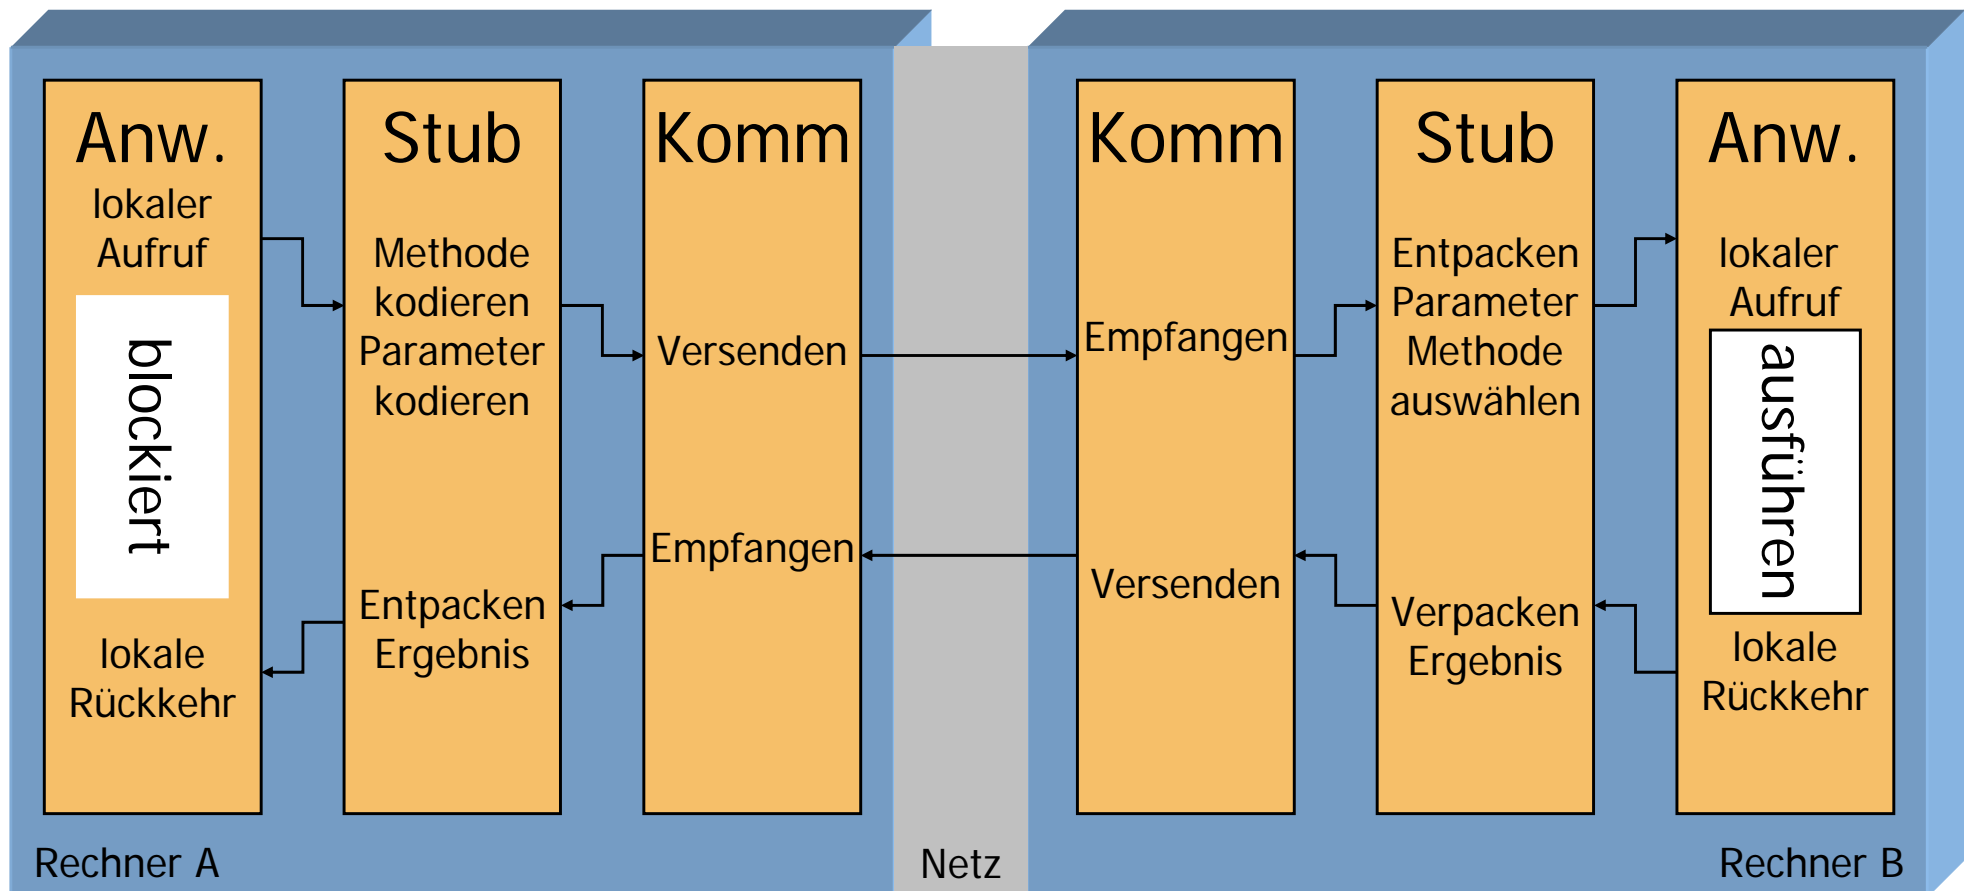 Anw.
lokaler
Aufruf
blockiert
lokale
Rückkehr
Stub
Methode
kodieren
Parameter
kodieren
Entpacken
Ergebnis
Komm
Versenden
Empfangen
Komm
Empfangen
Versenden
Stub
Entpacken
Parameter
Methode
auswählen
Verpacken
Ergebnis
Anw.
lokaler
Aufruf
ausführen
lokale
Rückkehr
Rechner A
Netz
Rechner B